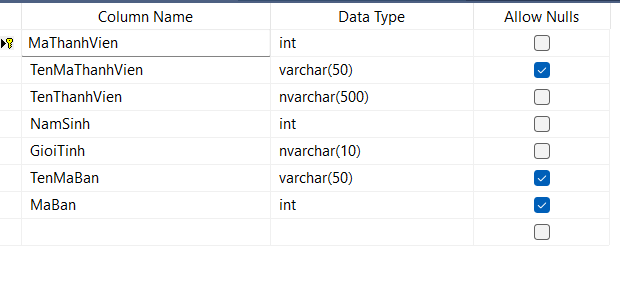 Column Name Data Type Allow Nulls
MaThanhVien int
TenMaThanhVien varchar(50)
TenThanhVien nvarchar(500)
NamSinh int
GioiTinh nvarchar(10)
TenMaBan varchar(50)
MaBan int